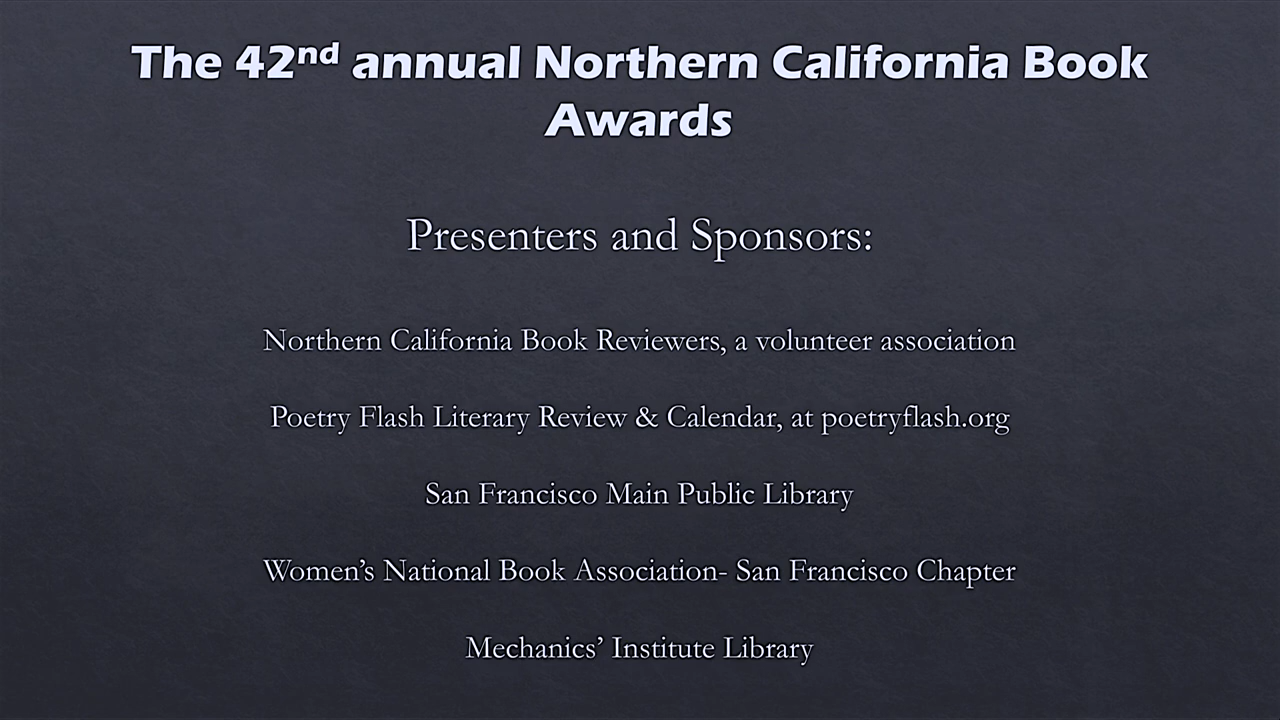 The 42nd annual Northern California Book
Awards
Presenters and Sponsors:
Northern California Book Reviewers, a volunteer association
Poetry Flash Literary Review & Calendar, at poetryflash.org
San Francisco Main Public Library
Women’s National Book Association- San Francisco Chapter
Mechanics’ Institute Library